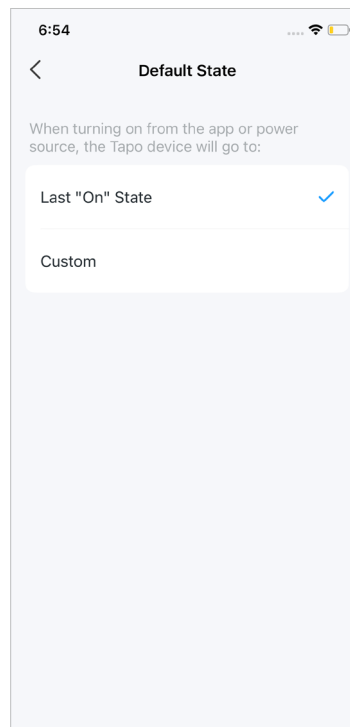 6:54
Default State
When turning on from the app or power
source, the Tapo device will go to:
Last "On" State
Custom